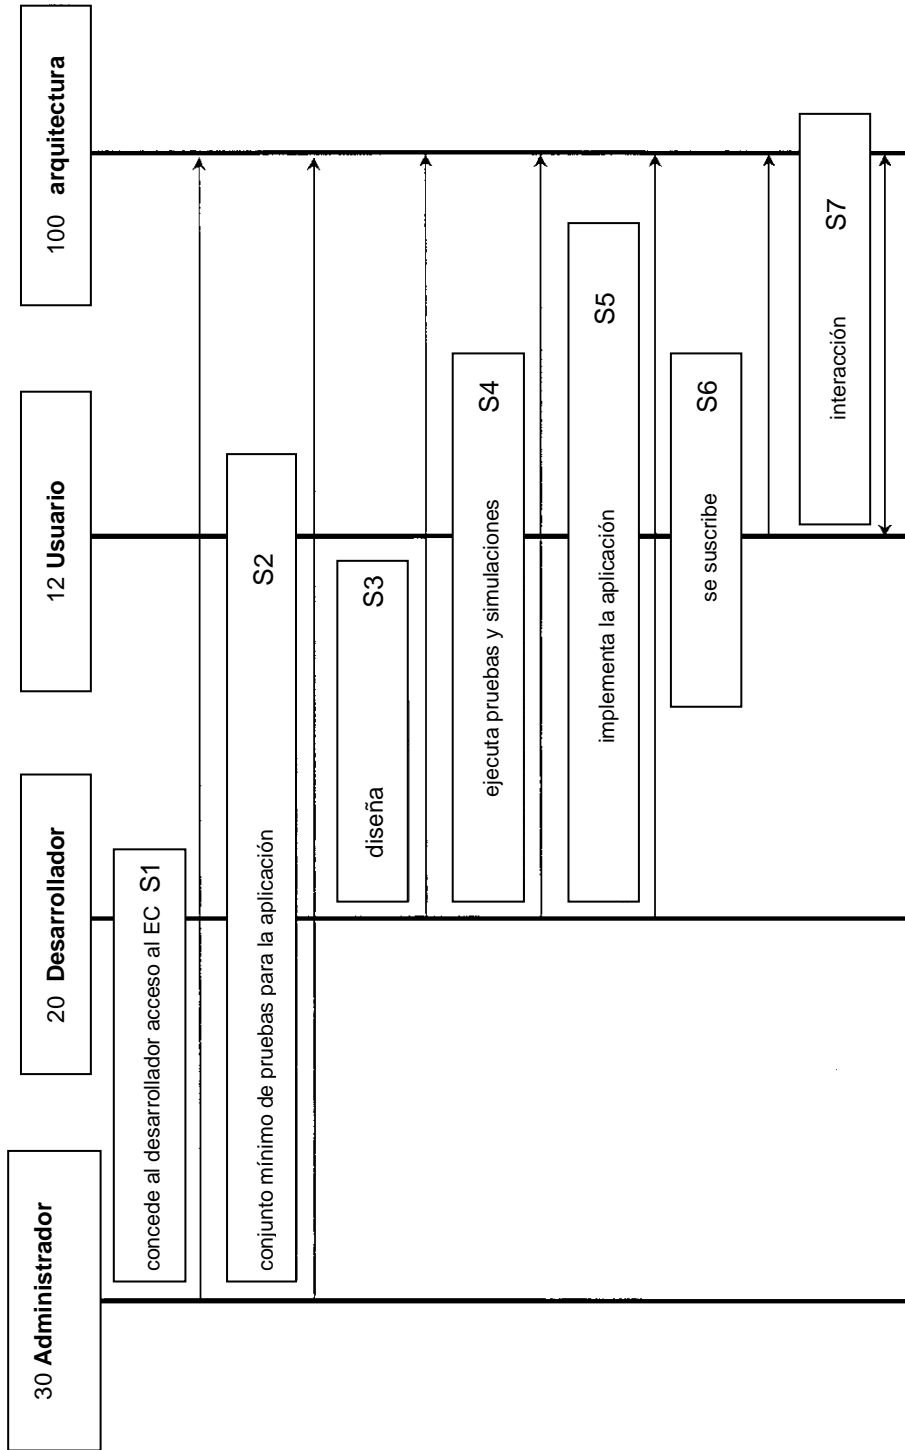 30 Administrador
20 Desarrollador
12 Usuario
100 arquitectura
concede al desarrollador acceso al EC S1
conjunto mínimo de pruebas para la aplicación S2
diseña S3
ejecuta pruebas y simulaciones S4
implementa la aplicación S5
se suscribe S6
interacción S7